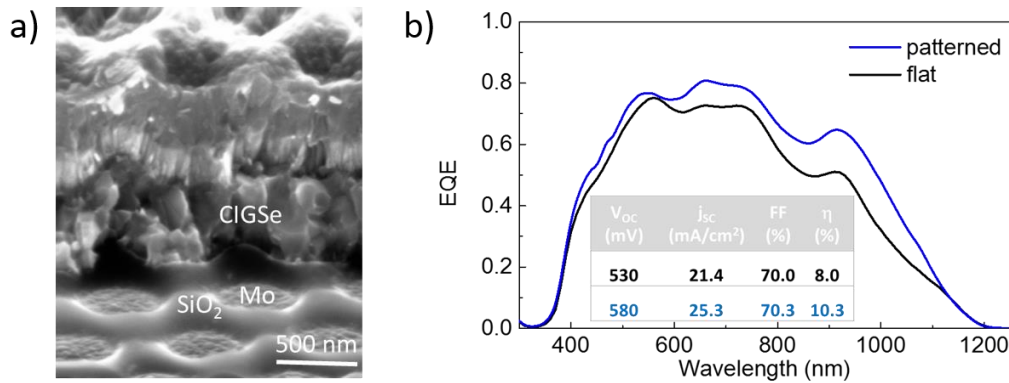 a)
CIGSe
SiO₂
Mo
500 nm
b)
EQE
1.0
0.8
0.6
0.4
0.2
0.0
patterned
flat
V_OC j_SC FF η
(mV) (mA/cm²) (%) (%)
530 21.4 70.0 8.0
580 25.3 70.3 10.3
400 600 800 1000 1200
Wavelength (nm)